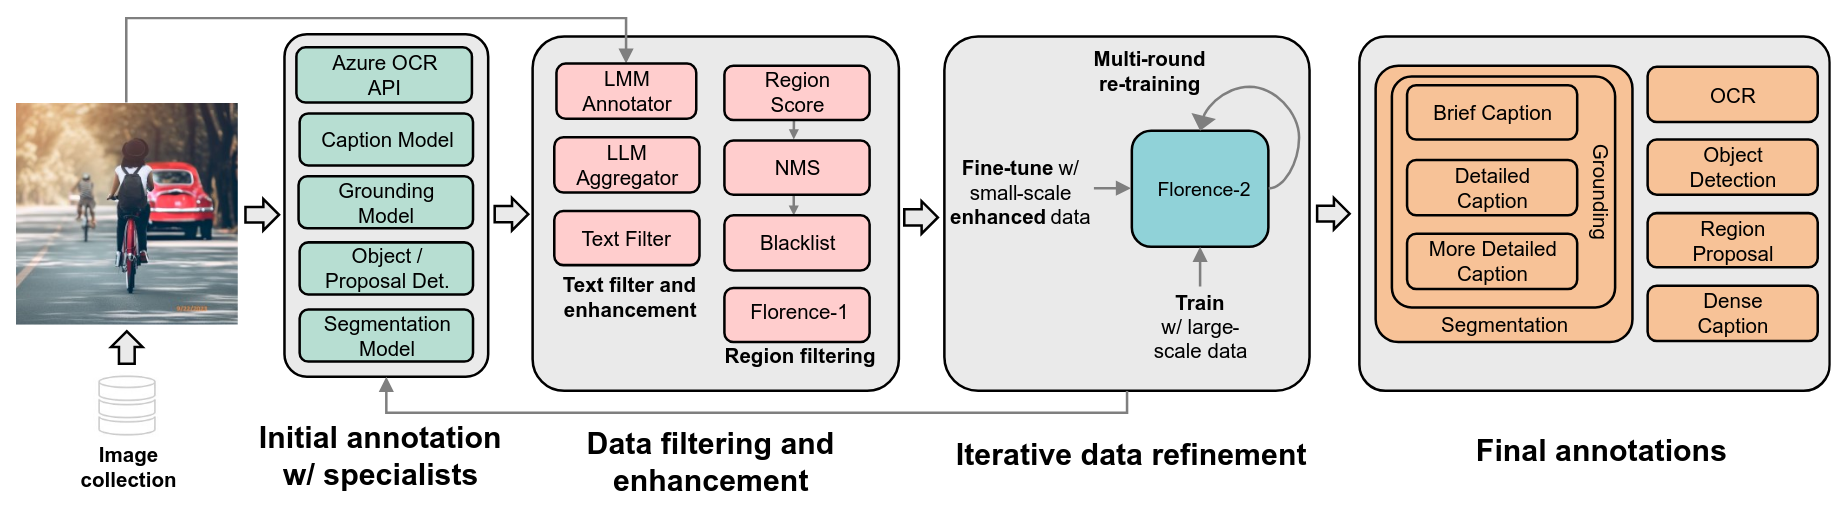 Image
collection
Azure OCR
API
Caption Model
Grounding
Model
Object /
Proposal Det.
Segmentation
Model
Initial annotation
w/ specialists
LMM
Annotator
LLM
Aggregator
Text Filter
Text filter and
enhancement
Region
Score
NMS
Blacklist
Florence-1
Region filtering
Data filtering and
enhancement
Multi-round
re-training
Fine-tune w/
small-scale
enhanced data
Florence-2
Train
w/ large-
scale data
Iterative data refinement
Brief Caption
Detailed
Caption
More Detailed
Caption
Grounding
Segmentation
OCR
Object
Detection
Region
Proposal
Dense
Caption
Final annotations